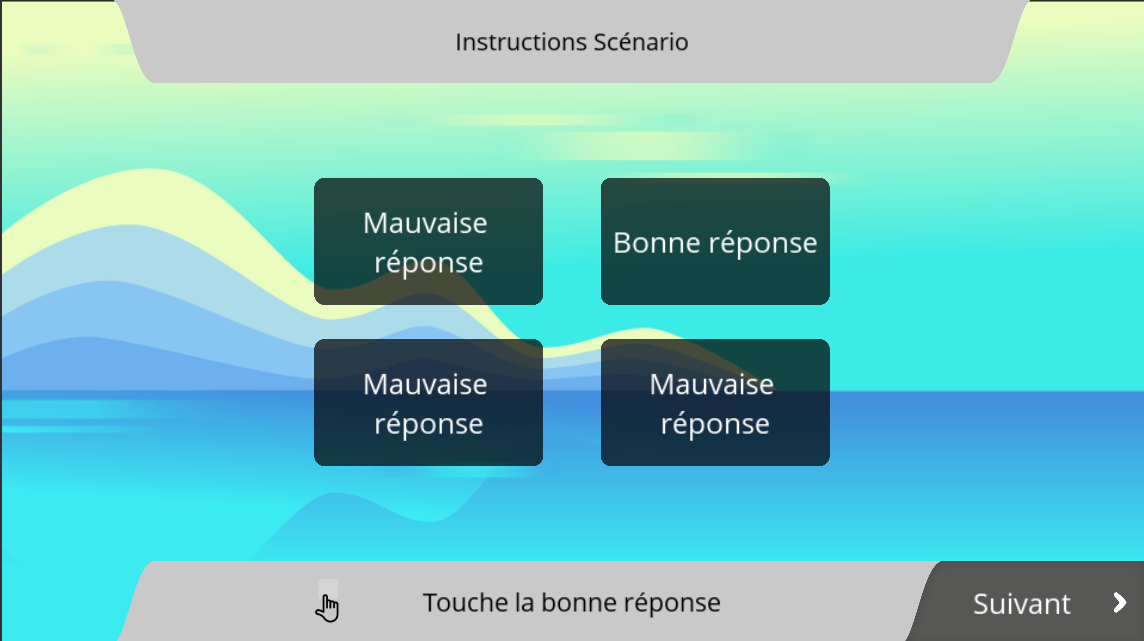 Instructions Scénario
Mauvaise
réponse
Bonne réponse
Mauvaise
réponse
Mauvaise
réponse
Touche la bonne réponse
Suivant